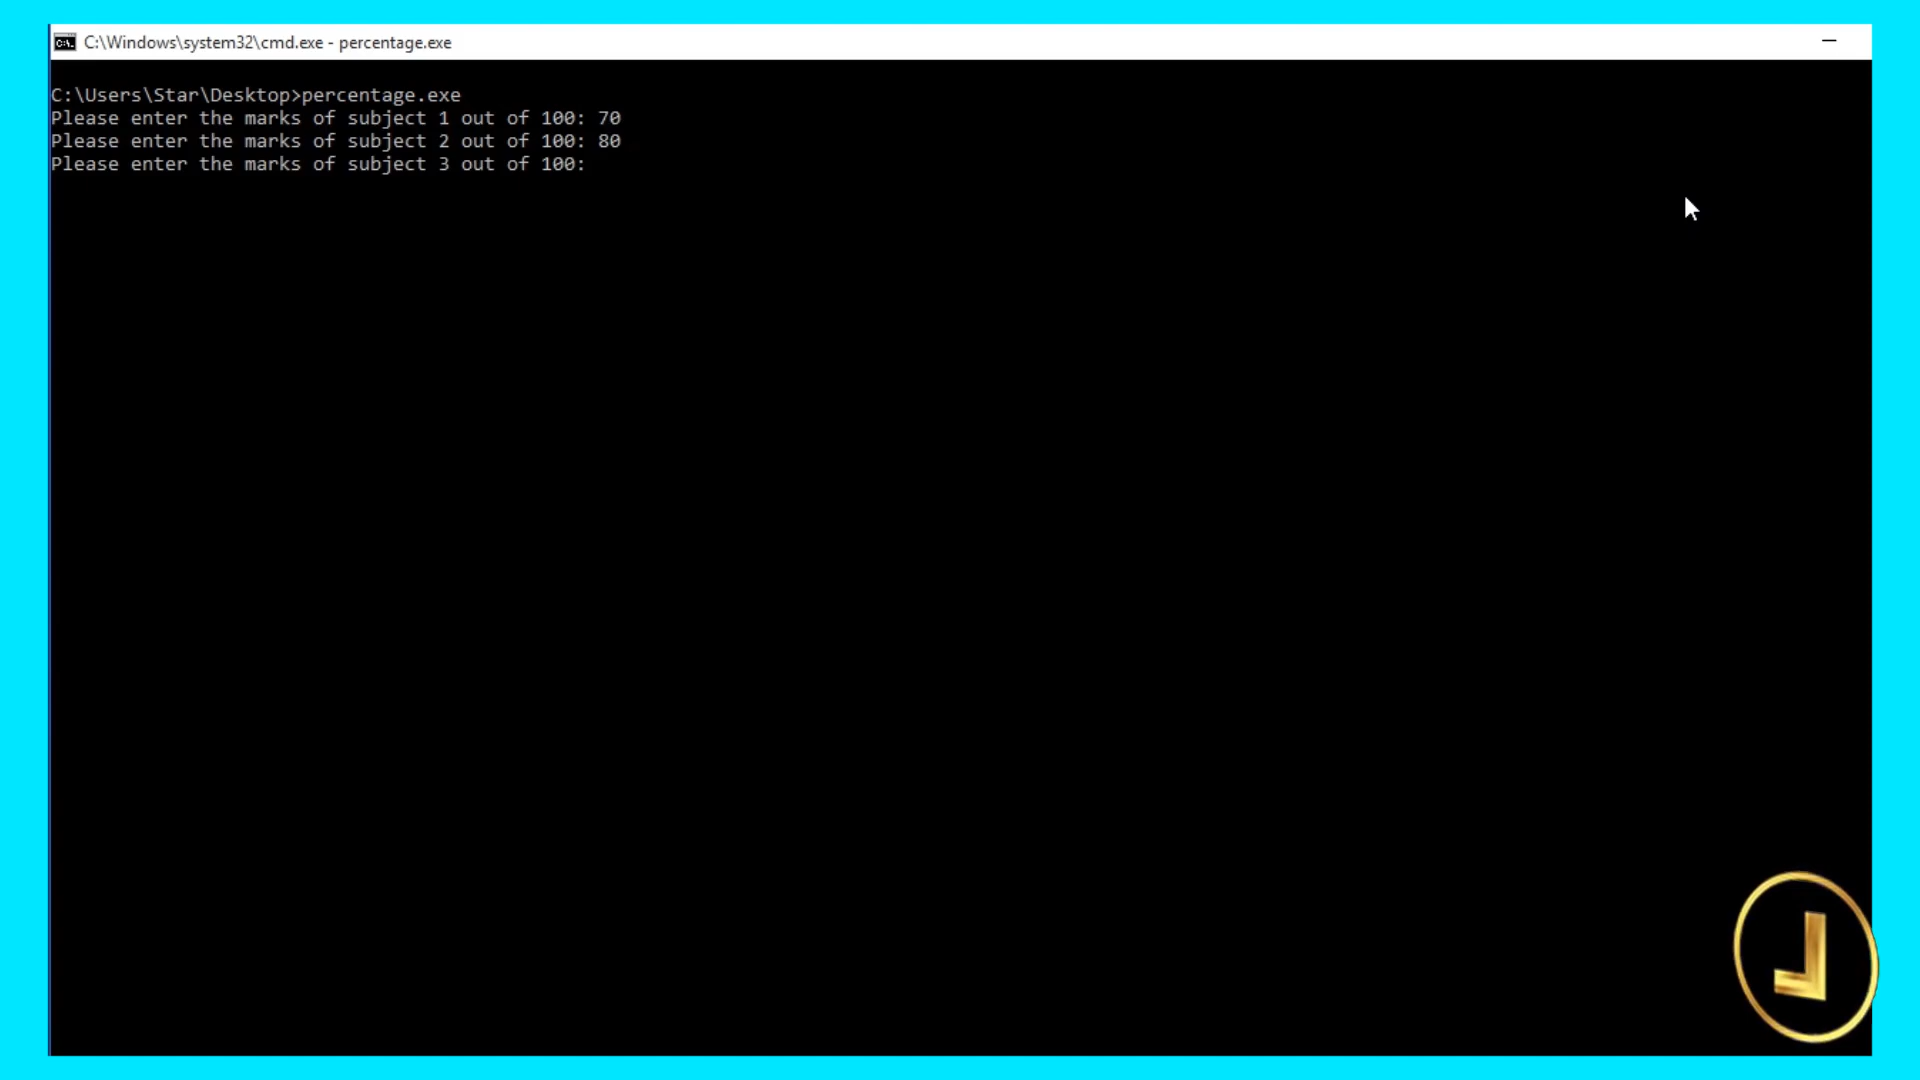 C:\Windows\system32\cmd.exe - percentage.exe
C:\Users\Star\Desktop>percentage.exe
Please enter the marks of subject 1 out of 100: 70
Please enter the marks of subject 2 out of 100: 80
Please enter the marks of subject 3 out of 100: